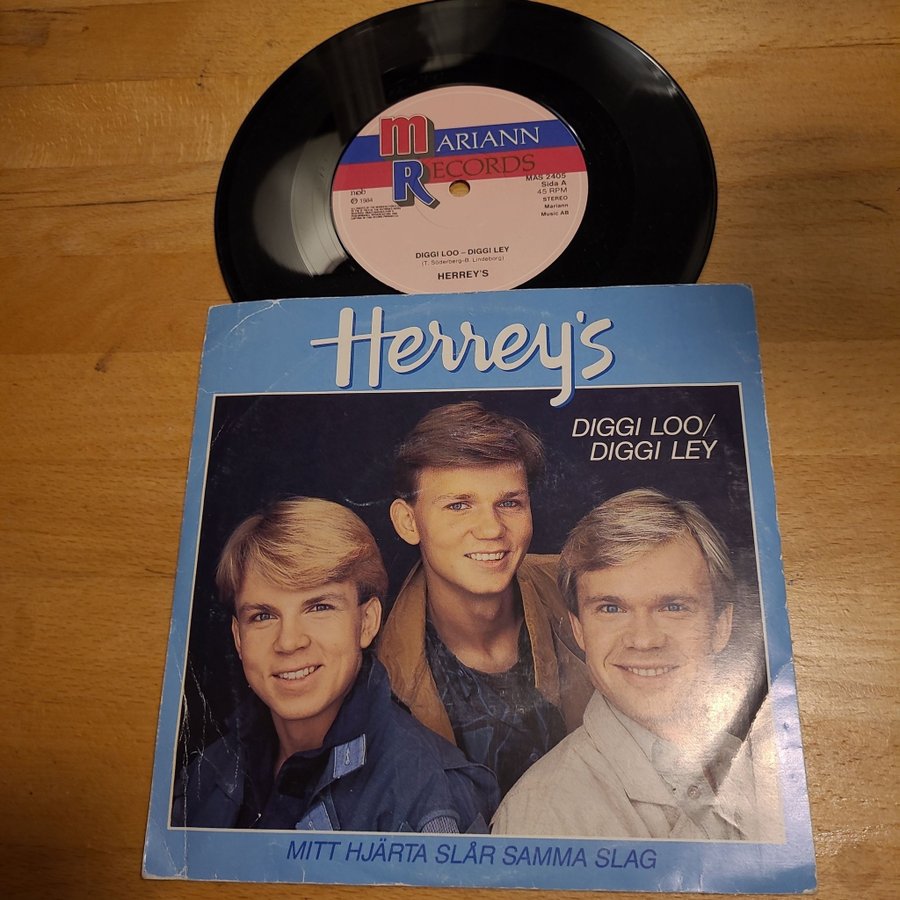 MARIANN
RECORDS
MAS 2405
Sida A
45 RPM
STEREO
Mariann
Music AB
ncb
℗ 1984
DIGGI LOO – DIGGI LEY
(T. Söderberg–B. Lindeborg)
HERREY'S
Herrey's
DIGGI LOO/
DIGGI LEY
MITT HJÄRTA SLÅR SAMMA SLAG